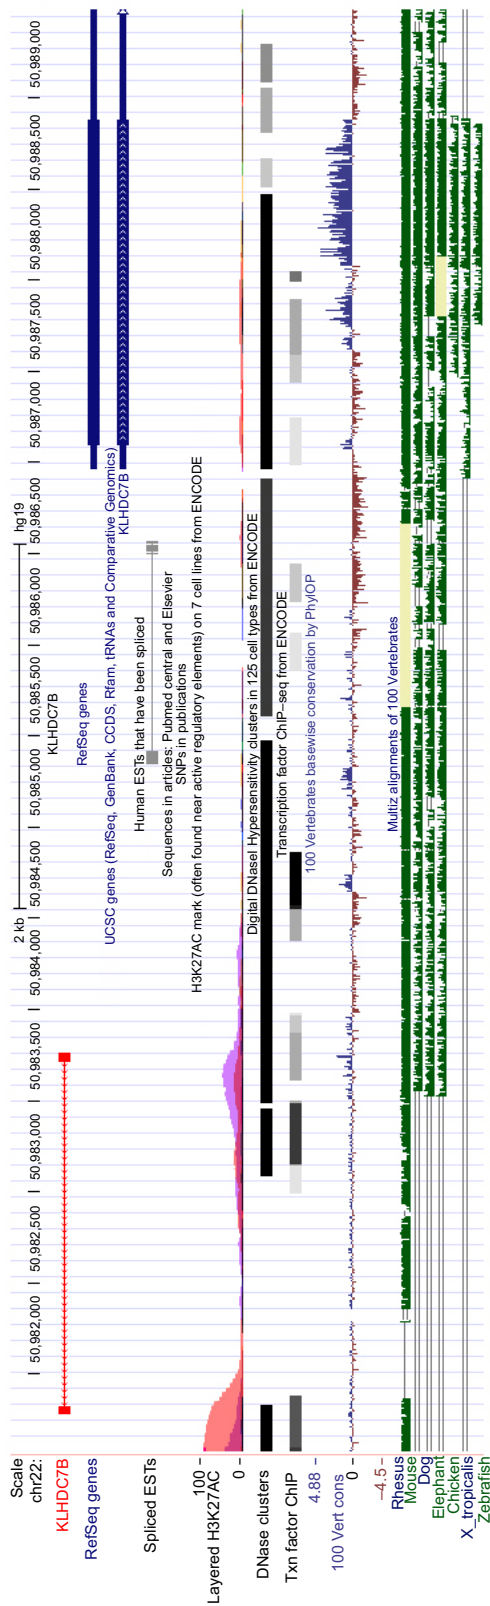 Scale
2 kb
hg19
chr22:
50,982,000
50,982,500
50,983,000
50,983,500
50,984,000
50,984,500
50,985,000
50,985,500
50,986,000
50,986,500
50,987,000
50,987,500
50,988,000
50,988,500
50,989,000
KLHDC7B
KLHDC7B
RefSeq genes
RefSeq genes
UCSC genes (RefSeq, GenBank, CCDS, Rfam, tRNAs and Comparative Genomics)
KLHDC7B
Human ESTs that have been spliced
Spliced ESTs
Sequences in articles: Pubmed central and Elsevier
SNPs in publications
H3K27AC mark (often found near active regulatory elements) on 7 cell lines from ENCODE
100
Layered H3K27AC
0
Digital DNaseI Hypersensitivity clusters in 125 cell types from ENCODE
DNase clusters
Transcription factor ChIP–seq from ENCODE
Txn factor ChIP
100 Vertebrates basewise conservation by PhylOP
4.88
100 Vert cons
0
–4.5
Multiz alignments of 100 Vertebrates
Rhesus
Mouse
Dog
Elephant
Chicken
X_tropicalis
Zebrafish